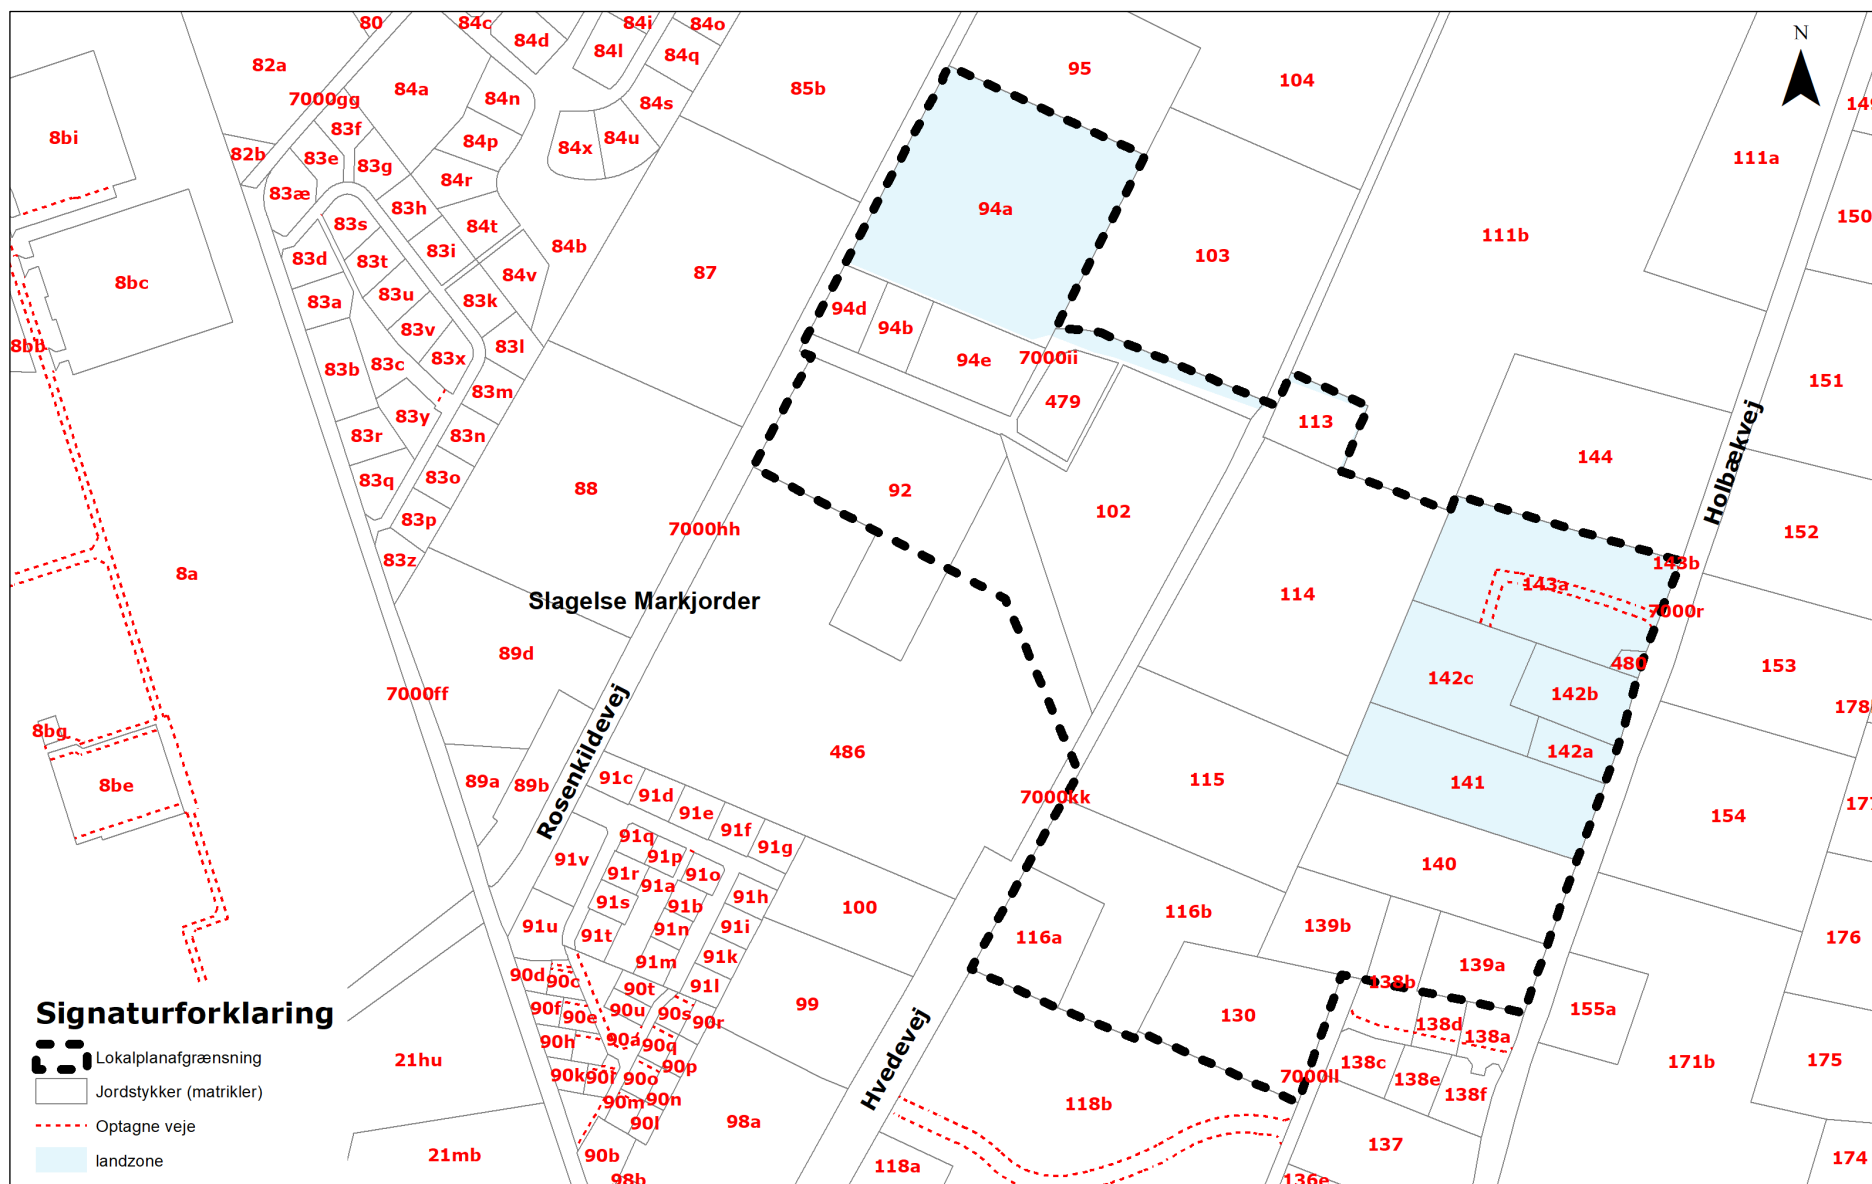 80
84c
84d
84i
84l
84o
84q
82a
7000gg
84a
84n
84s
85b
95
104
N
149
8bi
82b
83f
83e
83g
84p
84x
84u
84r
111a
83æ
83h
83s
84t
94a
150
8bc
83d
83t
83i
84b
84v
87
103
111b
83a
83u
83k
94d
94b
8bb
83v
83x
83l
94e
7000ii
83b
83c
83m
479
113
151
83y
83r
83n
144
Holbækvej
83q
83o
88
92
102
83p
7000hh
152
83z
8a
143b
143a
Slagelse Markjorder
114
7000r
89d
480
153
7000ff
142c
142b
178
8bg
486
142a
8be
89a
89b
Rosenkildevej
91c
91d
91e
91f
91g
7000kk
115
141
154
177
91v
91q
91p
91r
91a
91o
140
91s
91b
91h
100
116b
91u
91t
91n
91i
116a
139b
176
91m
91k
139a
90d
90c
90t
91l
138b
Signaturforklaring
90f
90e
90u
90s
90r
99
130
155a
Lokalplanafgrænsning
90h
90q
138d
138a
21hu
90p
138c
171b
175
90k
90o
7000ll
138e
Jordstykker (matrikler)
90m
90n
Hvedevej
118b
138f
Optagne veje
90l
98a
137
landzone
21mb
90b
118a
174
98b
136e